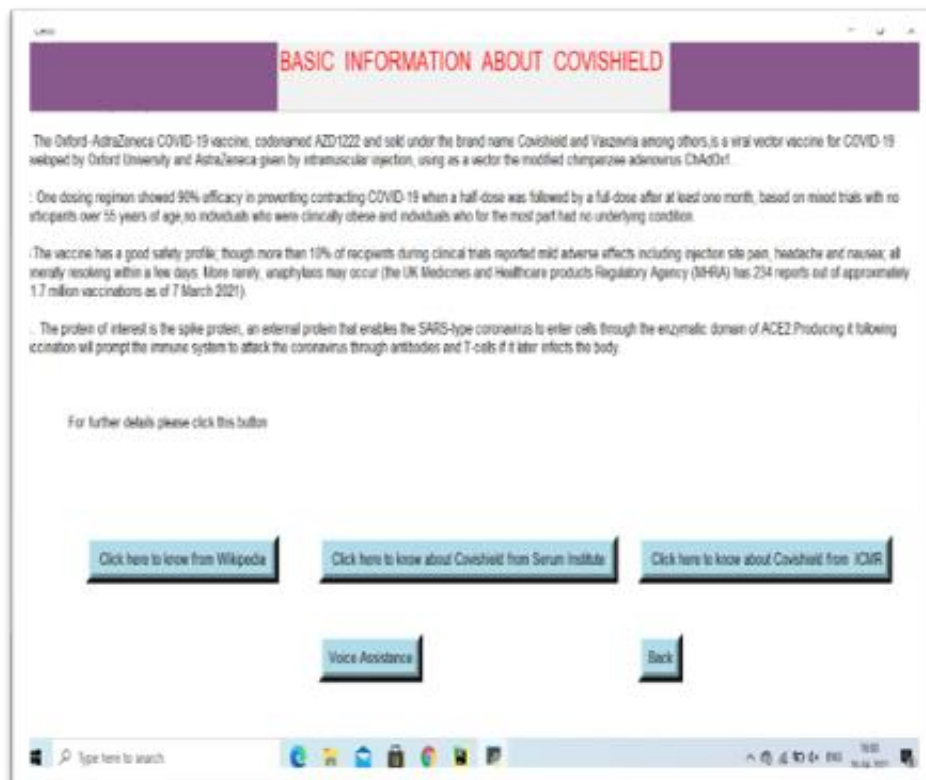 BASIC INFORMATION ABOUT COVISHIELD
The Oxford-AstraZeneca COVID-19 vaccine, codenamed AZD1222 and sold under the brand name Covishield and Vaxzevria among others,is a viral vector vaccine for COVID-19
eveloped by Oxford University and AstraZeneca given by intramuscular injection, using as a vector the modified chimpanzee adenovirus ChAdOx1.
: One dosing regimen showed 90% efficacy in preventing contracting COVID-19 when a half-dose was followed by a full-dose after at least one month, based on mixed trials with no
articipants over 55 years of age,no individuals who were clinically obese and individuals who for the most part had no underlying condition.
The vaccine has a good safety profile; though more than 10% of recipients during clinical trials reported mild adverse effects including injection site pain, headache and nausea; all
enerally resolving within a few days. More rarely, anaphylaxis may occur (the UK Medicines and Healthcare products Regulatory Agency (MHRA) has 234 reports out of approximately
1.7 million vaccinations as of 7 March 2021).
. The protein of interest is the spike protein, an external protein that enables the SARS-type coronavirus to enter cells through the enzymatic domain of ACE2.Producing it following
accination will prompt the immune system to attack the coronavirus through antibodies and T-cells if it later infects the body.
For further details please click this button
Click here to know from Wikipedia
Click here to know about Covishield from Serum Institute
Click here to know about Covishield from ICMR
Voice Assistance
Back
Type here to search
ENG